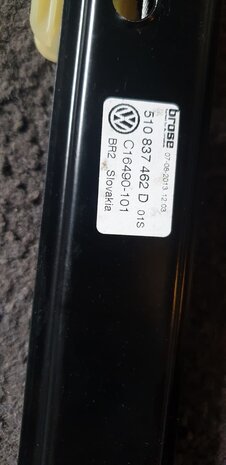 brose 07-08-2013 12:03
510 837 462 D 01S
C16490-101
BR2 Slovakia